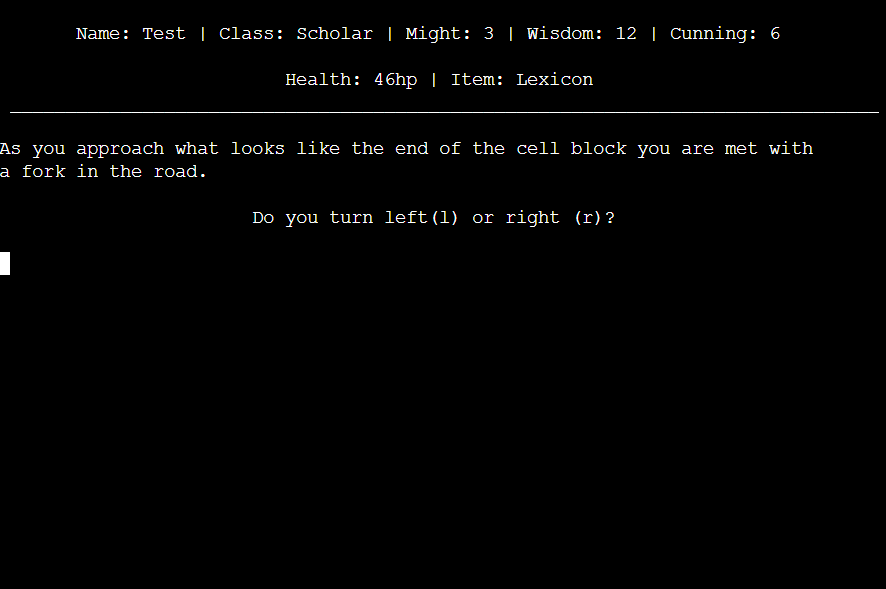 Name: Test | Class: Scholar | Might: 3 | Wisdom: 12 | Cunning: 6
Health: 46hp | Item: Lexicon
As you approach what looks like the end of the cell block you are met with
a fork in the road.
Do you turn left(l) or right (r)?